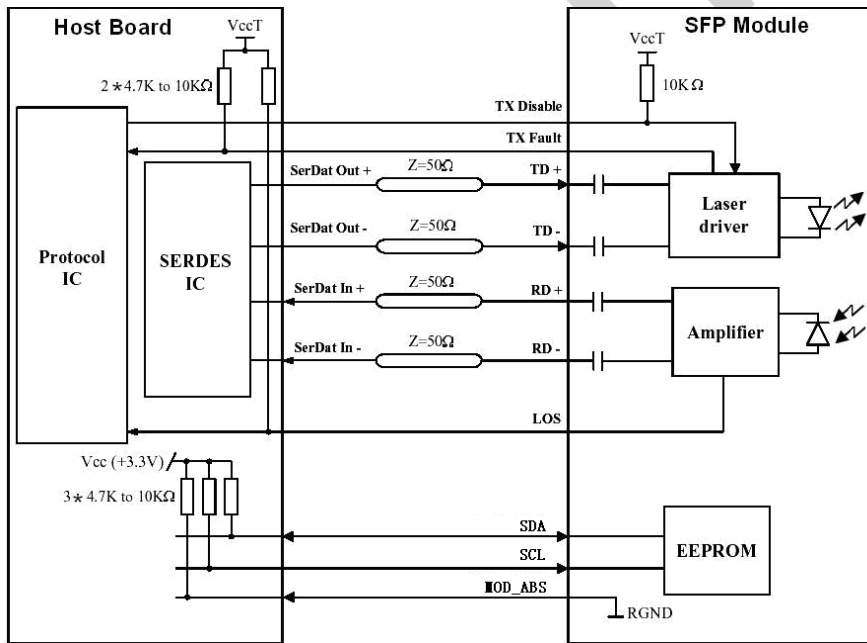 Host Board
SFP Module
VccT
VccT
2*4.7K to 10KΩ
10KΩ
TX Disable
TX Fault
SerDat Out +
Z=50Ω
TD +
SerDat Out -
Z=50Ω
TD -
Laser
driver
Protocol
IC
SERDES
IC
SerDat In +
Z=50Ω
RD +
SerDat In -
Z=50Ω
RD -
Amplifier
LOS
Vcc (+3.3V)
3*4.7K to 10KΩ
SDA
SCL
EEPROM
MOD_ABS
RGND